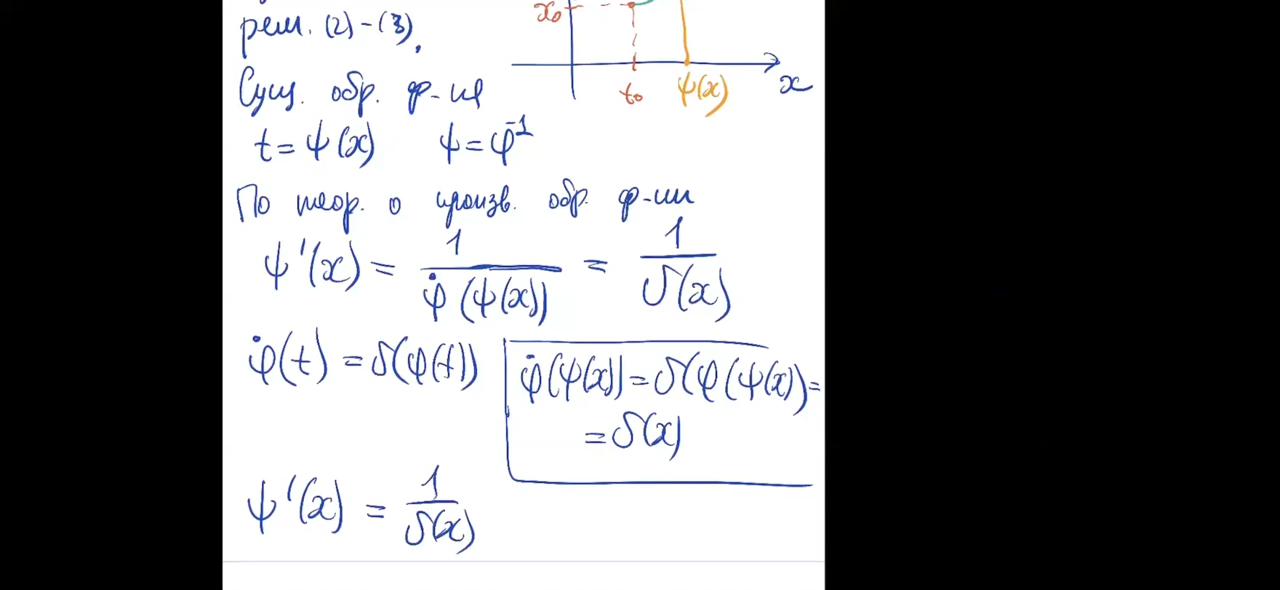 реш. (2)-(3).
x₀
t₀ ψ(x) x
Сущ. обр. ф-ия
t = ψ(x) ψ = φ⁻¹
По теор. о произв. обр. ф-ии
ψ'(x) = 1/φ̇(ψ(x)) = 1/v(x)
φ̇(t) = v(φ(t))
φ̇(ψ(x)) = v(φ(ψ(x)) =
= v(x)
ψ'(x) = 1/v(x)